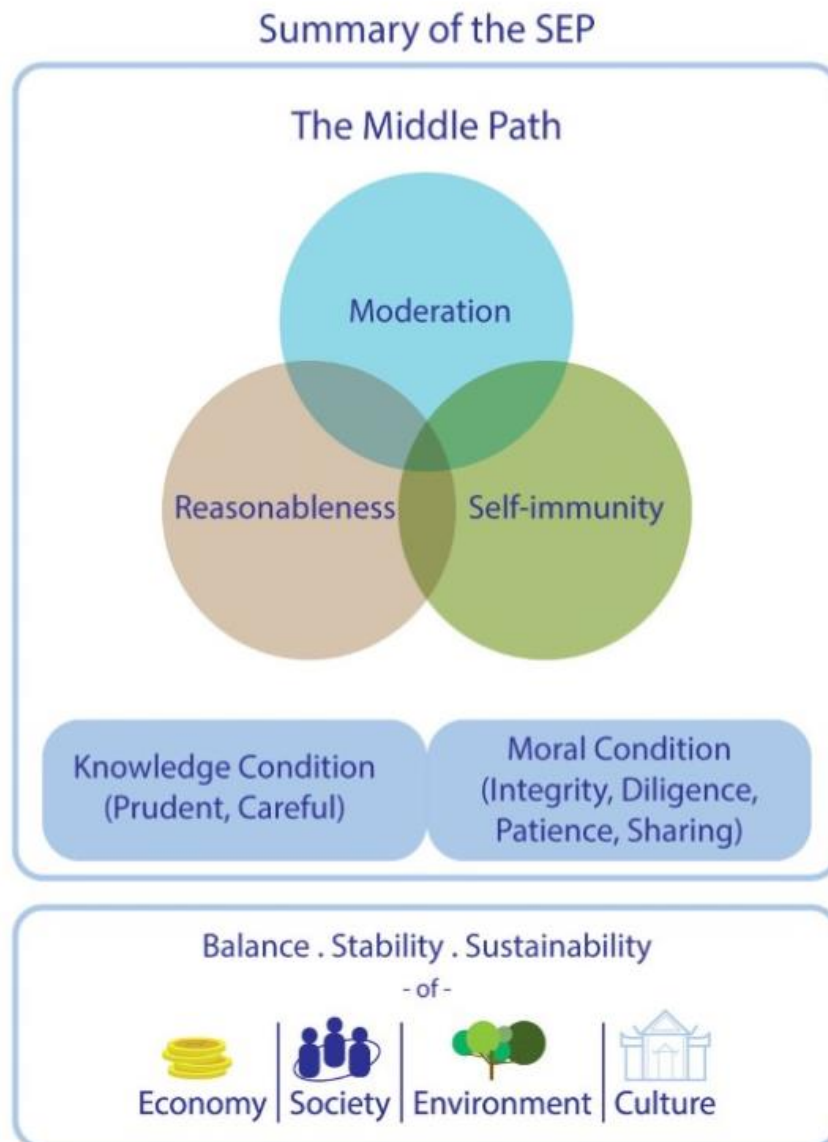 Summary of the SEP
The Middle Path
Moderation
Reasonableness
Self-immunity
Knowledge Condition
(Prudent, Careful)
Moral Condition
(Integrity, Diligence,
Patience, Sharing)
Balance . Stability . Sustainability
- of -
Economy
Society
Environment
Culture